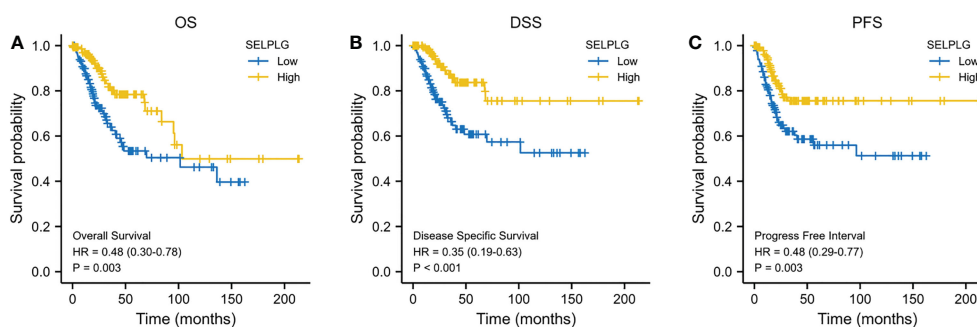 OS
A
SELPLG
Low
High
Survival probability
1.0
0.8
0.6
0.4
0.2
0.0
Overall Survival
HR = 0.48 (0.30-0.78)
P = 0.003
0 50 100 150 200
Time (months)
DSS
B
SELPLG
Low
High
Survival probability
1.0
0.8
0.6
0.4
0.2
0.0
Disease Specific Survival
HR = 0.35 (0.19-0.63)
P < 0.001
0 50 100 150 200
Time (months)
PFS
C
SELPLG
Low
High
Survival probability
1.0
0.8
0.6
0.4
0.2
0.0
Progress Free Interval
HR = 0.48 (0.29-0.77)
P = 0.003
0 50 100 150 200
Time (months)